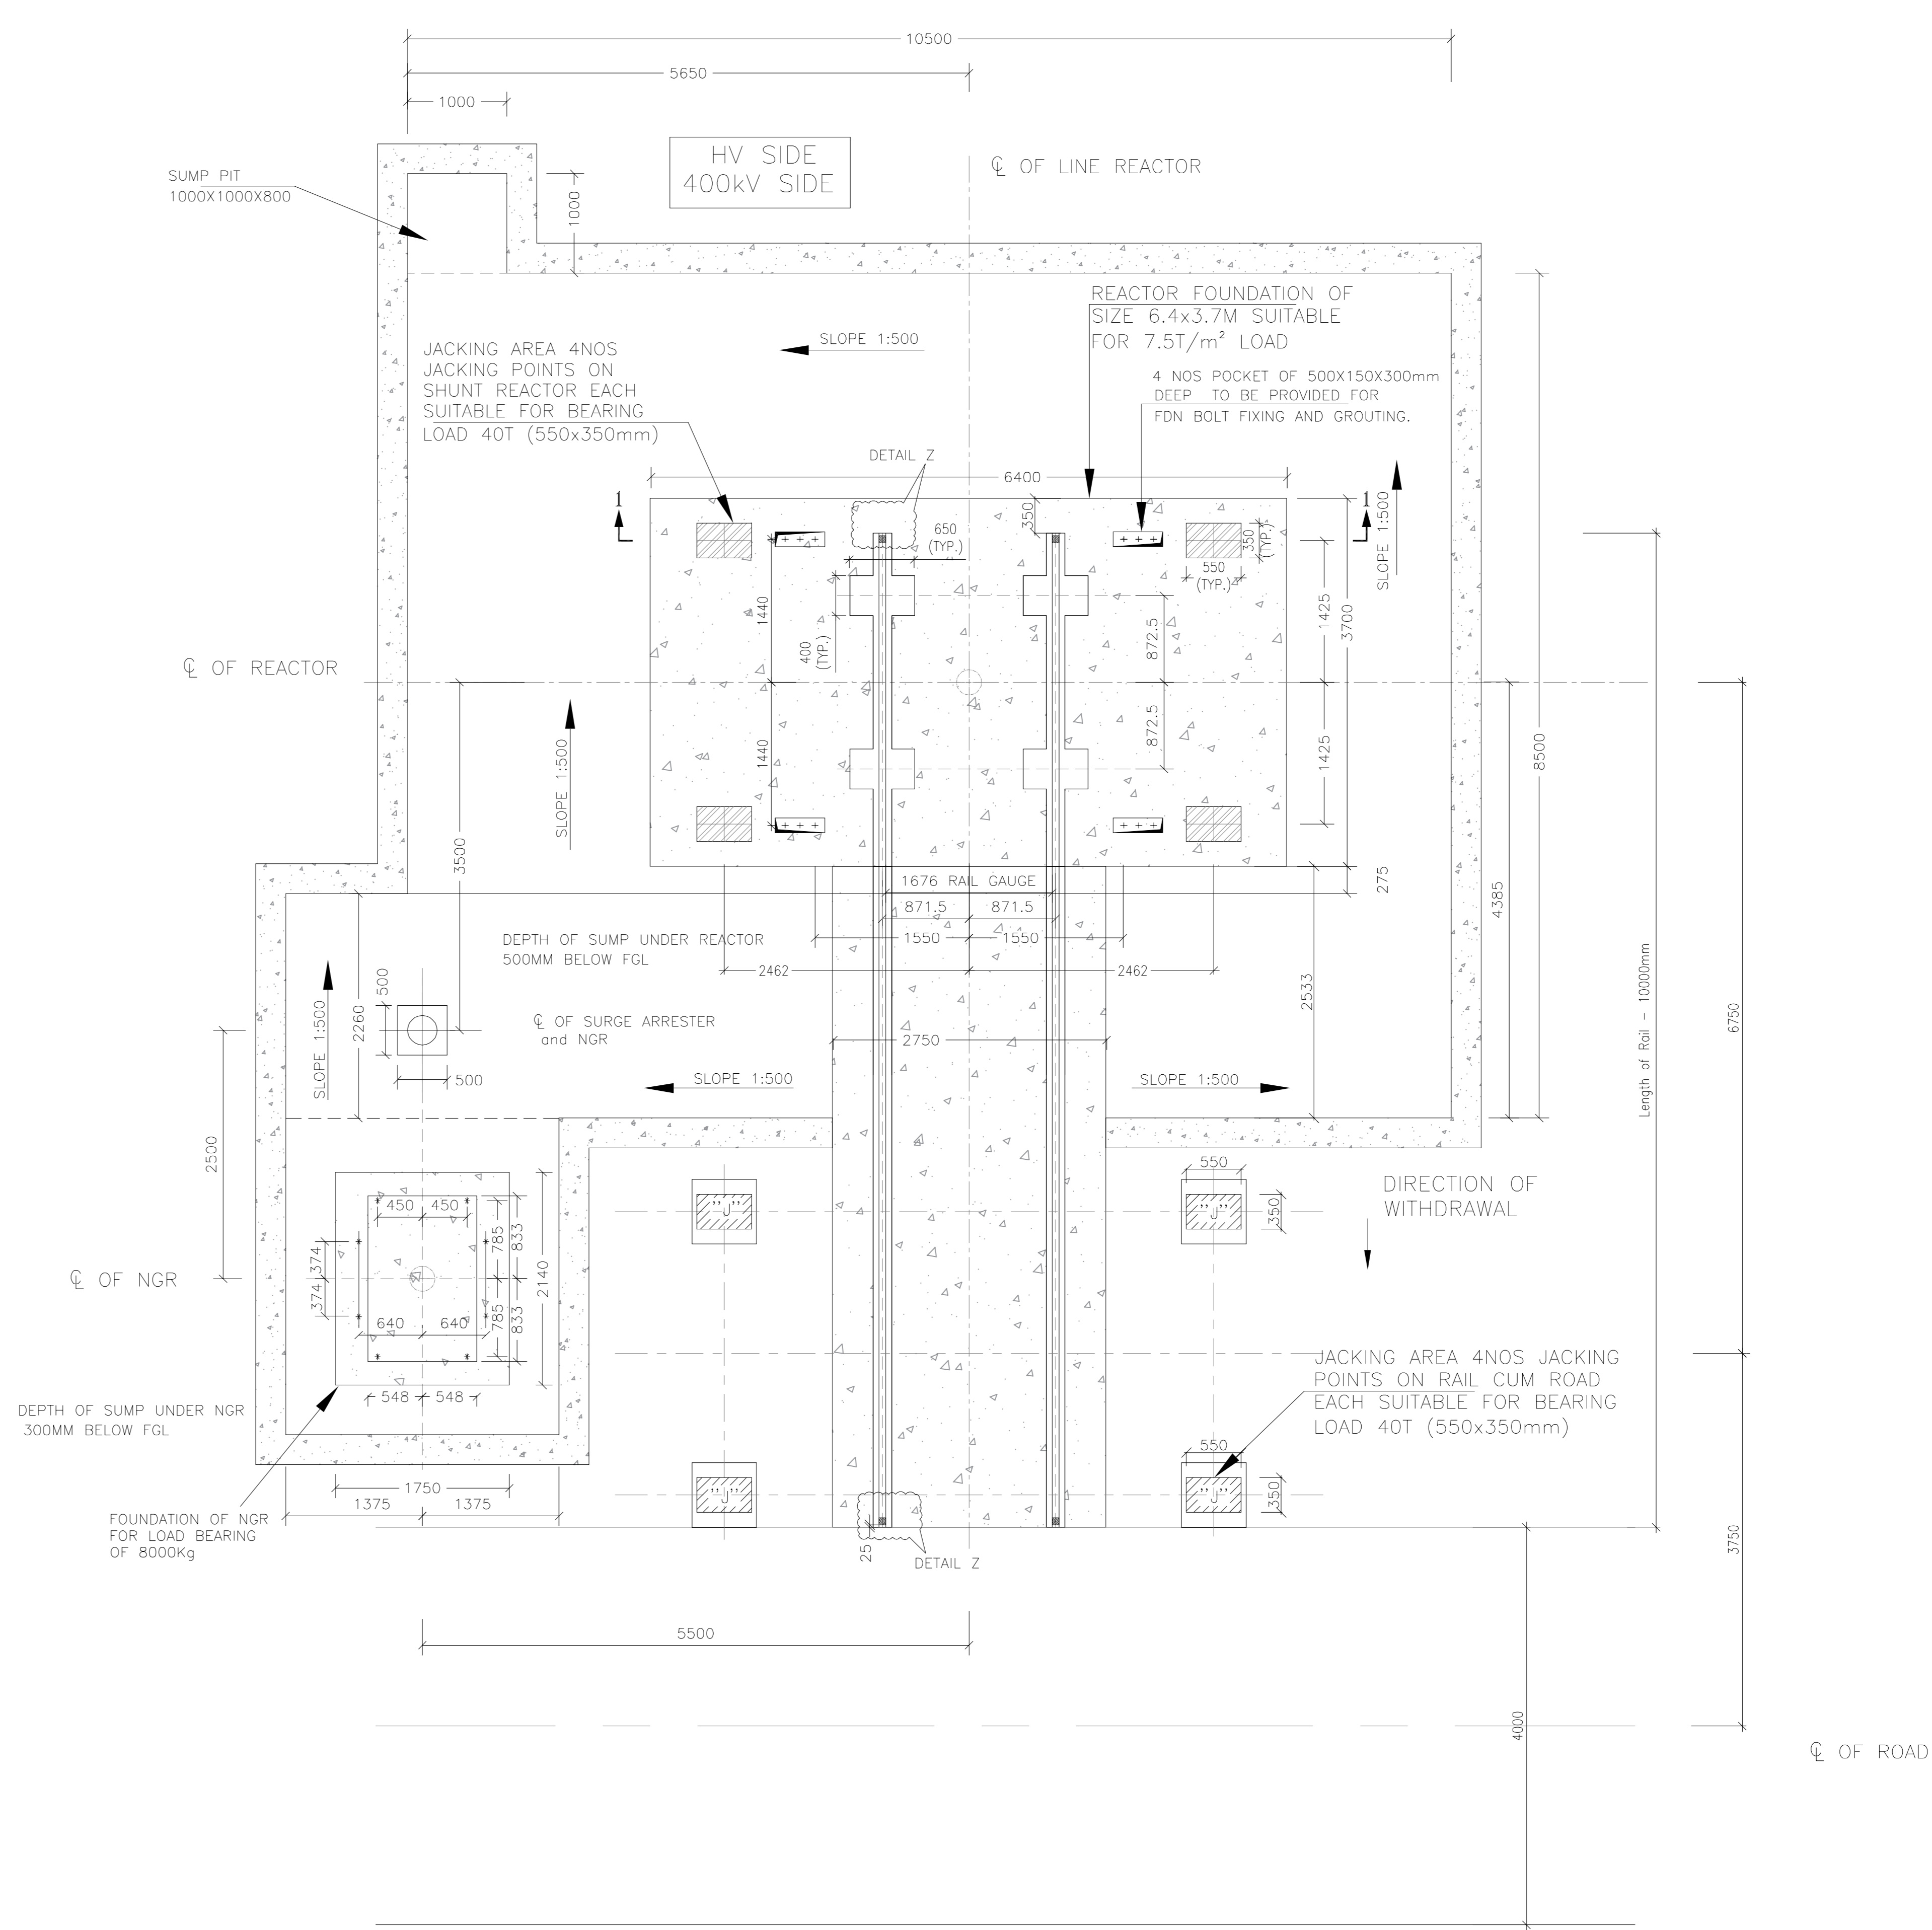 10500
5650
1000
HV SIDE
400kV SIDE
℄ OF LINE REACTOR
SUMP PIT
1000X1000X800
1000
REACTOR FOUNDATION OF
SIZE 6.4x3.7M SUITABLE
FOR 7.5T/m² LOAD
SLOPE 1:500
JACKING AREA 4NOS
JACKING POINTS ON
SHUNT REACTOR EACH
SUITABLE FOR BEARING
LOAD 40T (550x350mm)
4 NOS POCKET OF 500X150X300mm
DEEP TO BE PROVIDED FOR
FDN BOLT FIXING AND GROUTING.
DETAIL Z
6400
1
1
350
650
(TYP.)
350
(TYP.)
550
(TYP.)
SLOPE 1:500
1440
400
(TYP.)
872.5
1425
3700
℄ OF REACTOR
1440
872.5
1425
SLOPE 1:500
3500
8500
4385
275
1676 RAIL GAUGE
871.5
871.5
1550
1550
2462
2462
DEPTH OF SUMP UNDER REACTOR
500MM BELOW FGL
2533
6750
Length of Rail - 10000mm
500
500
2260
SLOPE 1:500
℄ OF SURGE ARRESTER
and NGR
2750
SLOPE 1:500
SLOPE 1:500
2500
DIRECTION OF
WITHDRAWAL
550
350
"J"
"J"
450
450
785
833
374
374
2140
℄ OF NGR
785
833
640
640
548
548
DEPTH OF SUMP UNDER NGR
300MM BELOW FGL
JACKING AREA 4NOS JACKING
POINTS ON RAIL CUM ROAD
EACH SUITABLE FOR BEARING
LOAD 40T (550x350mm)
550
350
"J"
"J"
1750
1375
1375
FOUNDATION OF NGR
FOR LOAD BEARING
OF 8000Kg
25
DETAIL Z
3750
5500
4000
℄ OF ROAD